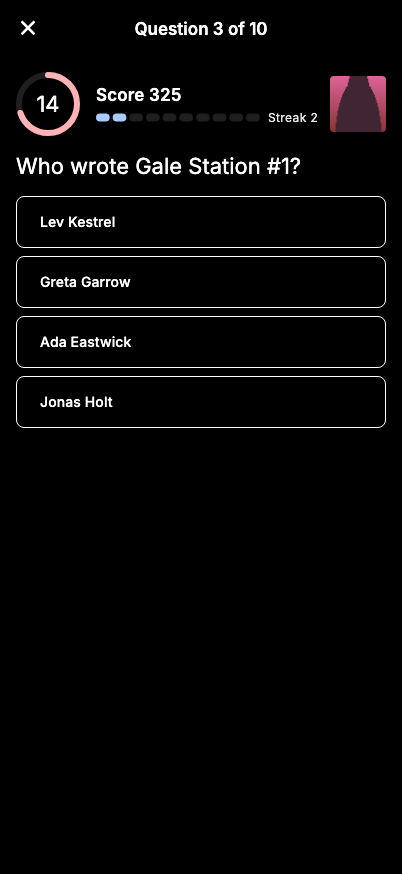 Question 3 of 10
14
Score 325
Streak 2
Who wrote Gale Station #1?
Lev Kestrel
Greta Garrow
Ada Eastwick
Jonas Holt